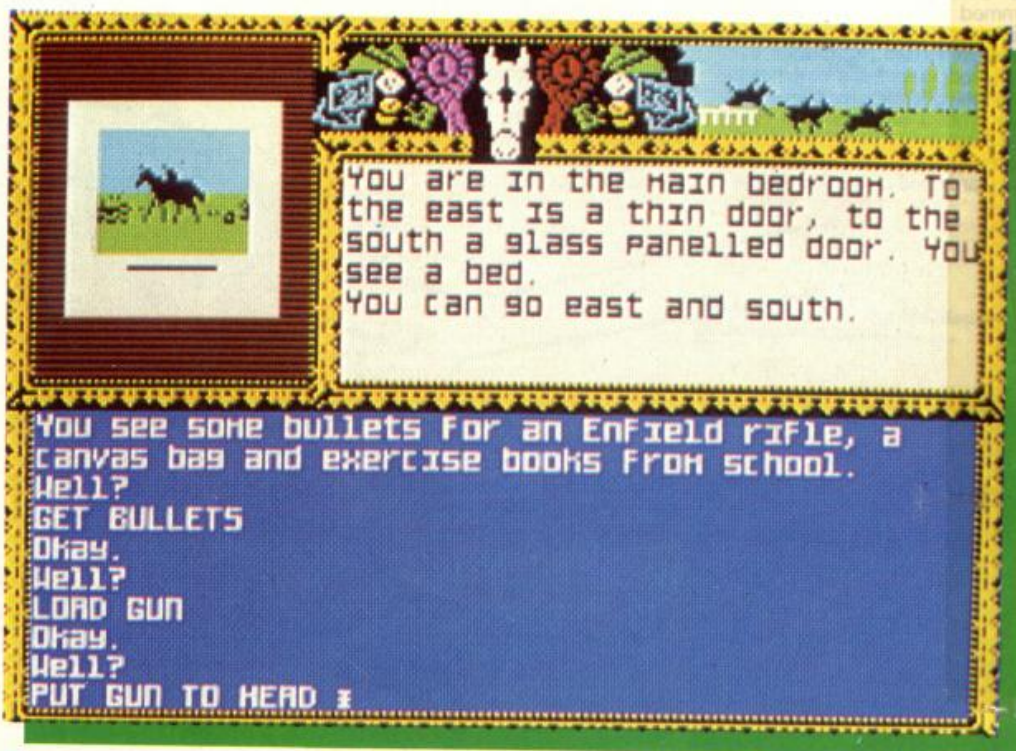 You are in the main bedroom. To
the east is a thin door, to the
south a glass panelled door. You
see a bed.
You can go east and south.
You see some bullets for an Enfield rifle, a
canvas bag and exercise books from school.
Well?
GET BULLETS
Okay.
Well?
LOAD GUN
Okay.
Well?
PUT GUN TO HEAD